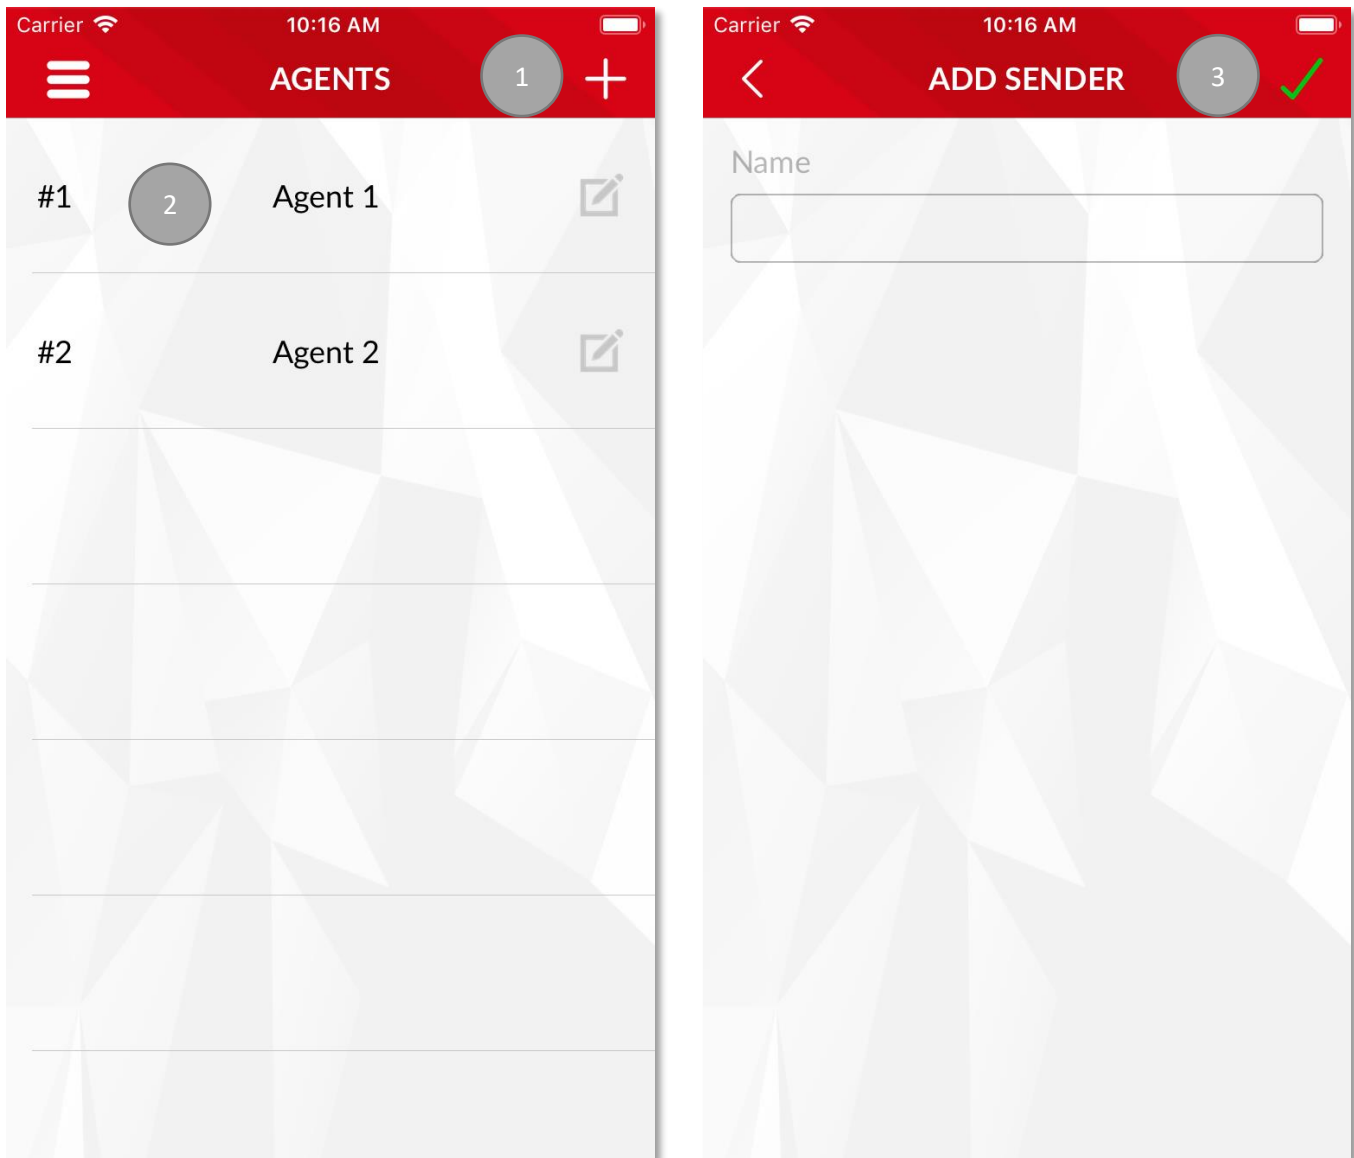 Carrier 10:16 AM
AGENTS 1
#1 2 Agent 1
#2 Agent 2
Carrier 10:16 AM
ADD SENDER 3
Name